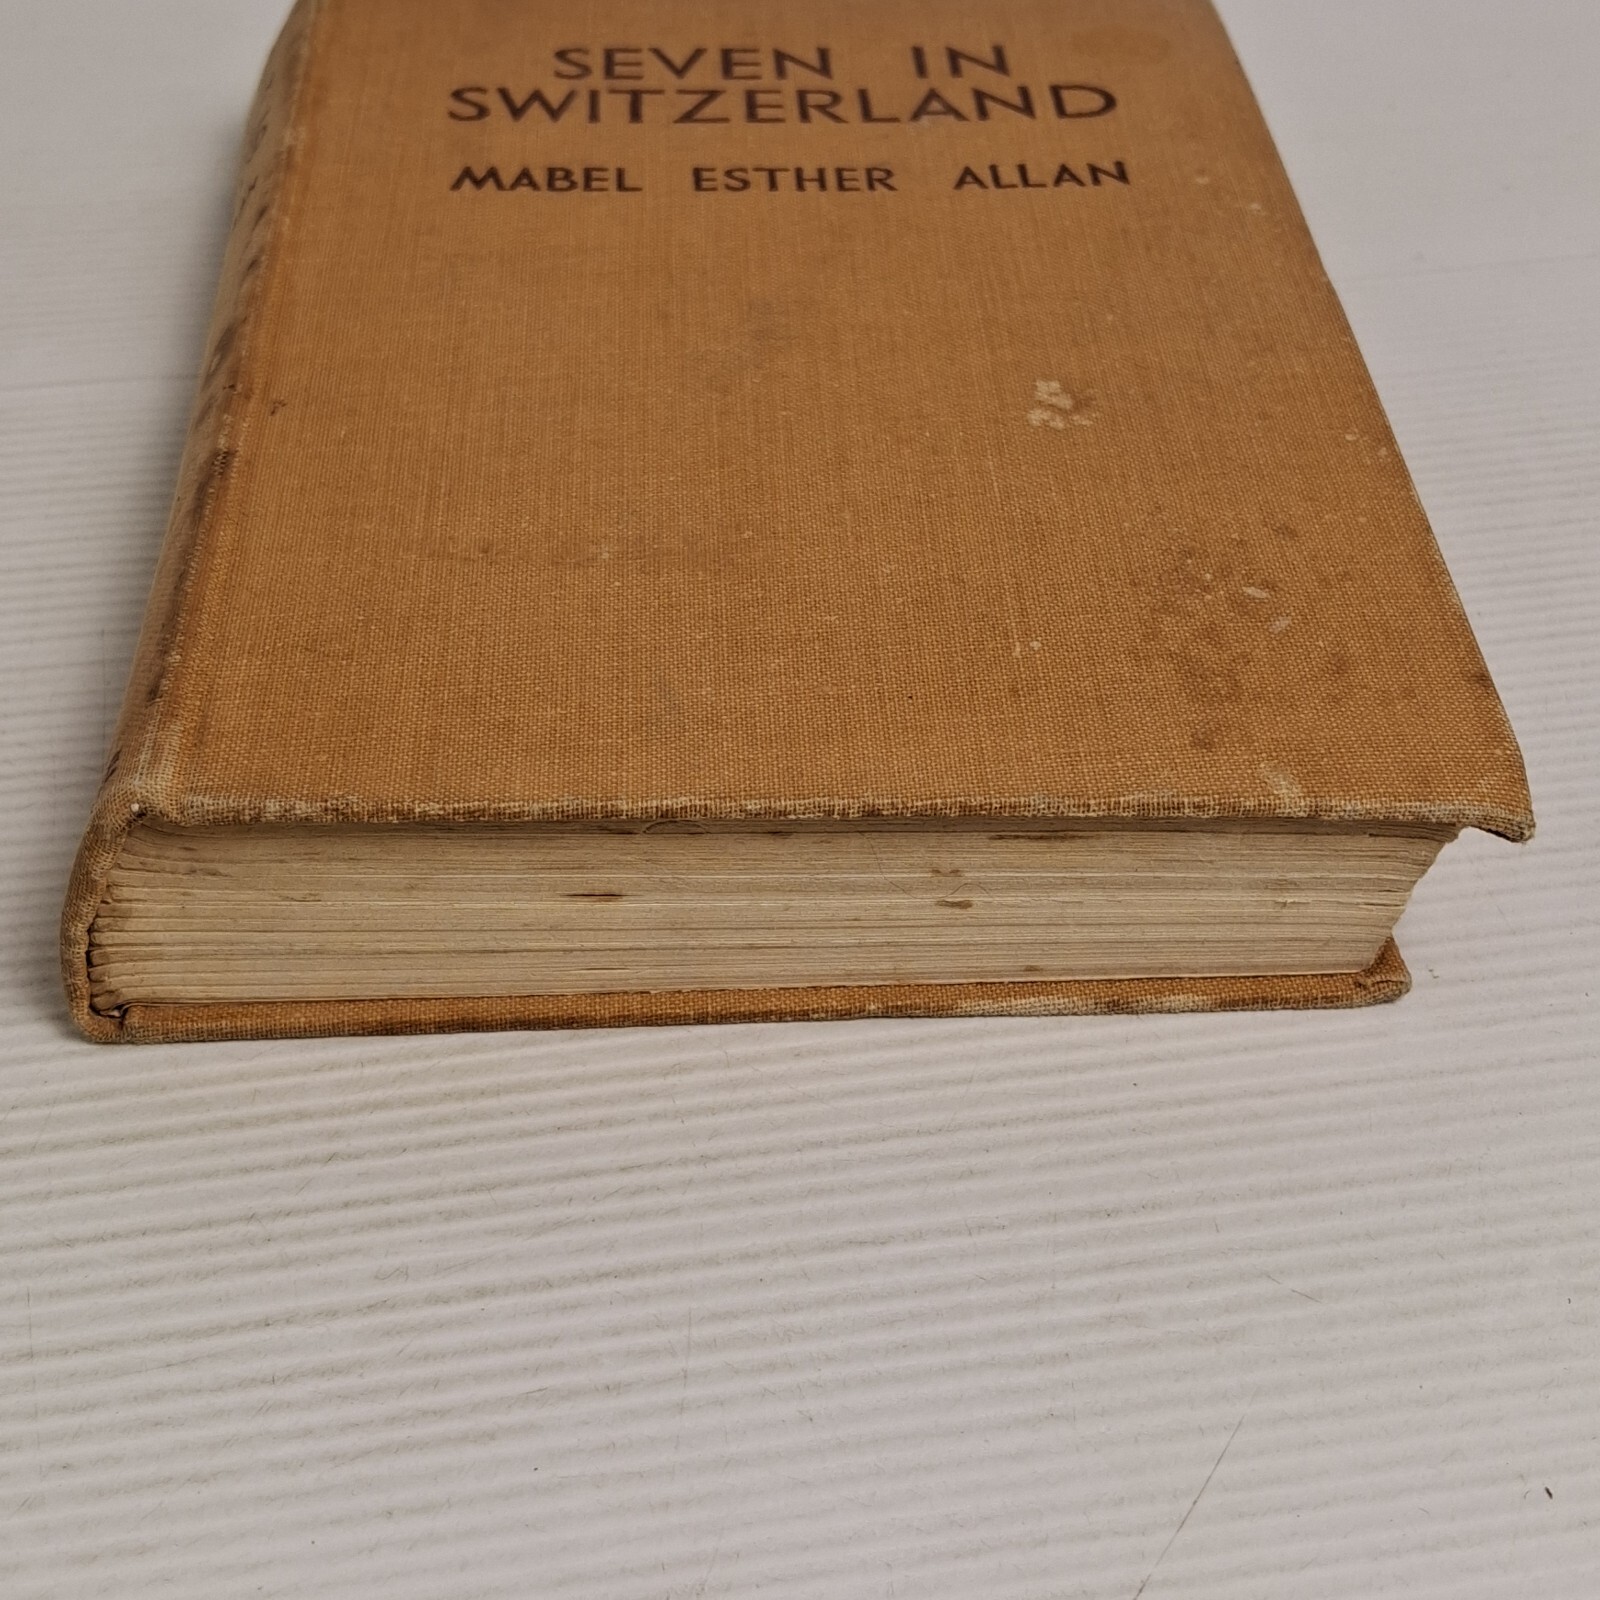 SEVEN IN
SWITZERLAND
MABEL ESTHER ALLAN